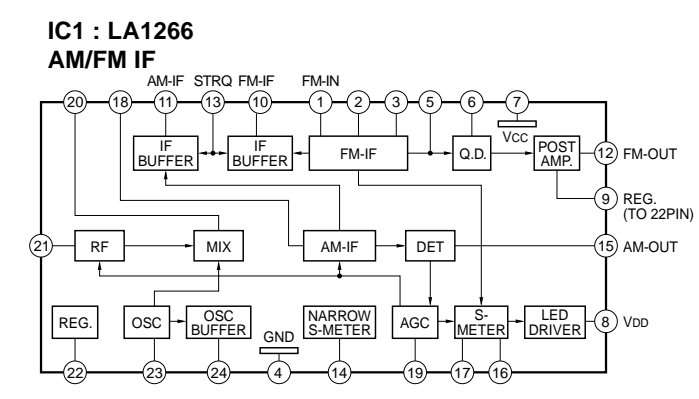 IC1 : LA1266
AM/FM IF
AM-IF STRQ FM-IF FM-IN
20 18 11 13 10 1 2 3 5 6 7
VCC
IF BUFFER
IF BUFFER
FM-IF
Q.D.
POST AMP.
12 FM-OUT
9 REG.
(TO 22PIN)
21
RF
MIX
AM-IF
DET
15 AM-OUT
REG.
OSC
OSC BUFFER
GND
NARROW S-METER
AGC
S-METER
LED DRIVER
8 VDD
22 23 24 4 14 19 17 16